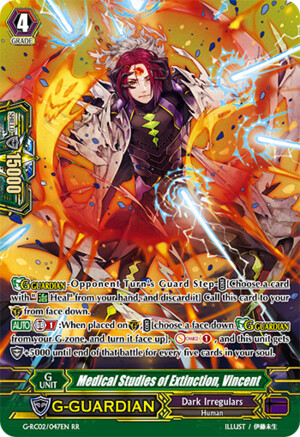 4
GRADE
SHIELD
15000
G GUARDIAN - Opponent's Turn's Guard Step: [Choose a card
with " Heal" from your hand, and discard it] Call this card to your
G from face down.
AUTO 1 : When placed on G, [choose a face down G GUARDIAN
from your G-zone, and turn it face up], CHARGE (1), and this unit gets
+5000 until end of that battle for every five cards in your soul.
G
UNIT
Medical Studies of Extinction, Vincent
G-GUARDIAN
Dark Irregulars
Human
G-RC02/047EN RR
ILLUST / 伊藤未生